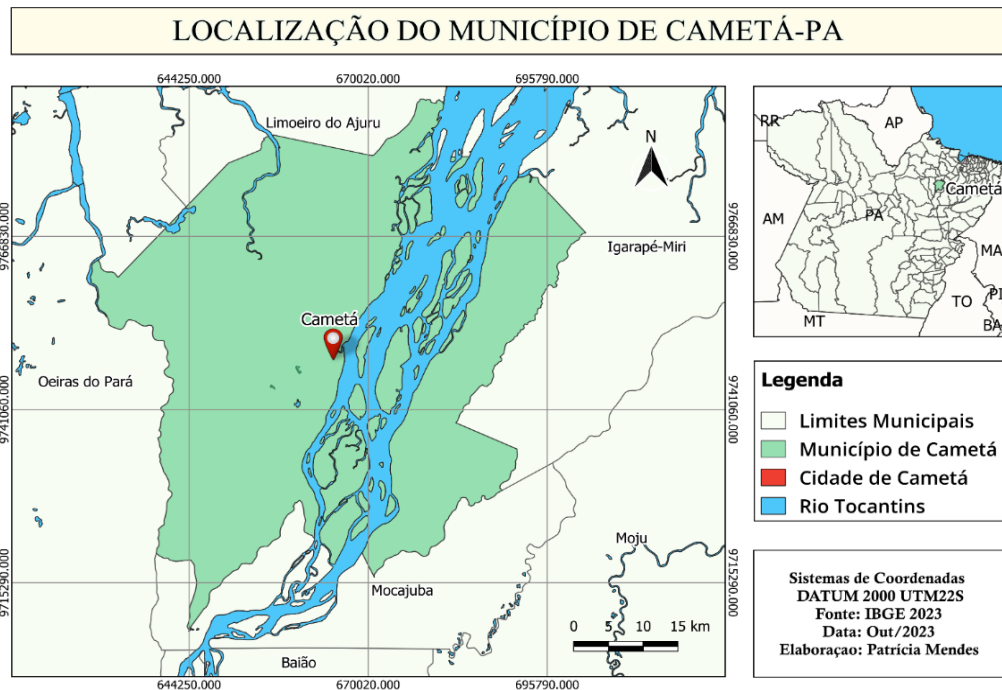 LOCALIZAÇÃO DO MUNICÍPIO DE CAMETÁ-PA
644250.000
670020.000
695790.000
Limoeiro do Ajuru
N
9766830.000
9766830.000
Igarapé-Miri
Cametá
Oeiras do Pará
9741060.000
9741060.000
Moju
9715290.000
9715290.000
Mocajuba
0 5 10 15 km
Baião
644250.000
670020.000
695790.000
RR
AP
Cametá
AM
PA
MA
TO
PI
MT
BA
Legenda
Limites Municipais
Município de Cametá
Cidade de Cametá
Rio Tocantins
Sistemas de Coordenadas
DATUM 2000 UTM22S
Fonte: IBGE 2023
Data: Out/2023
Elaboraçao: Patrícia Mendes